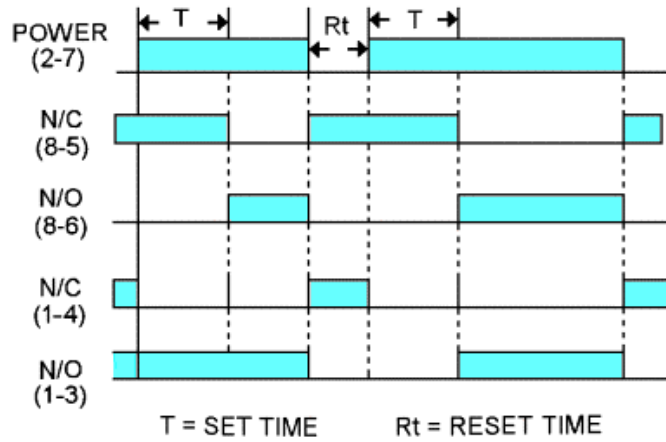 T
Rt
T
POWER
(2-7)
N/C
(8-5)
N/O
(8-6)
N/C
(1-4)
N/O
(1-3)
T = SET TIME
Rt = RESET TIME